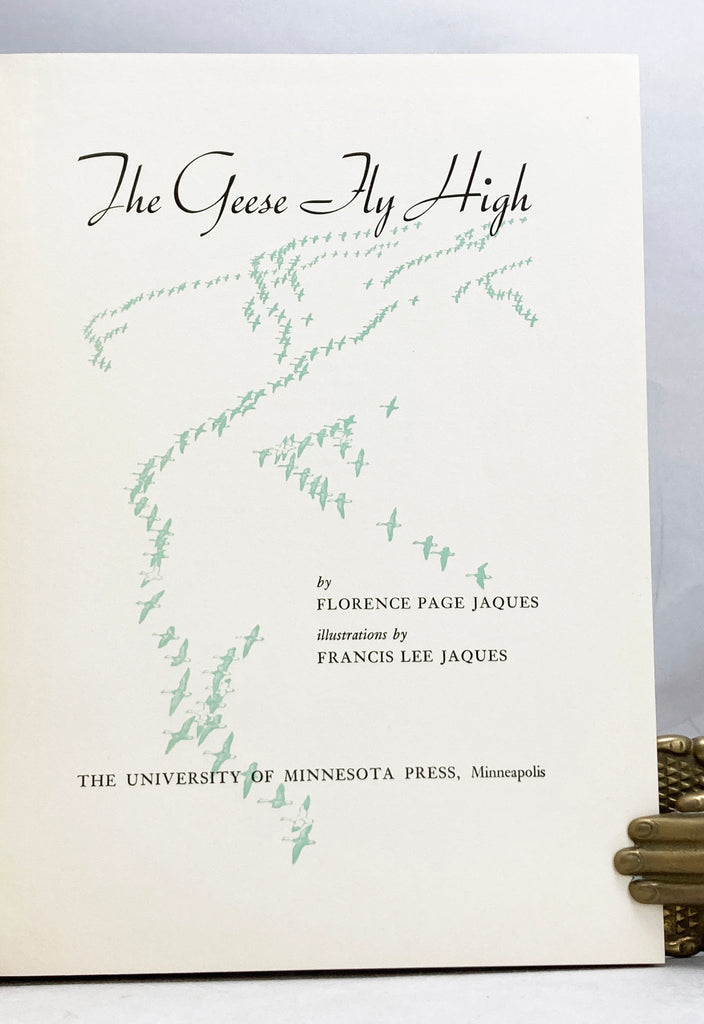 The Geese Fly High
by
FLORENCE PAGE JAQUES
illustrations by
FRANCIS LEE JAQUES
THE UNIVERSITY OF MINNESOTA PRESS, Minneapolis